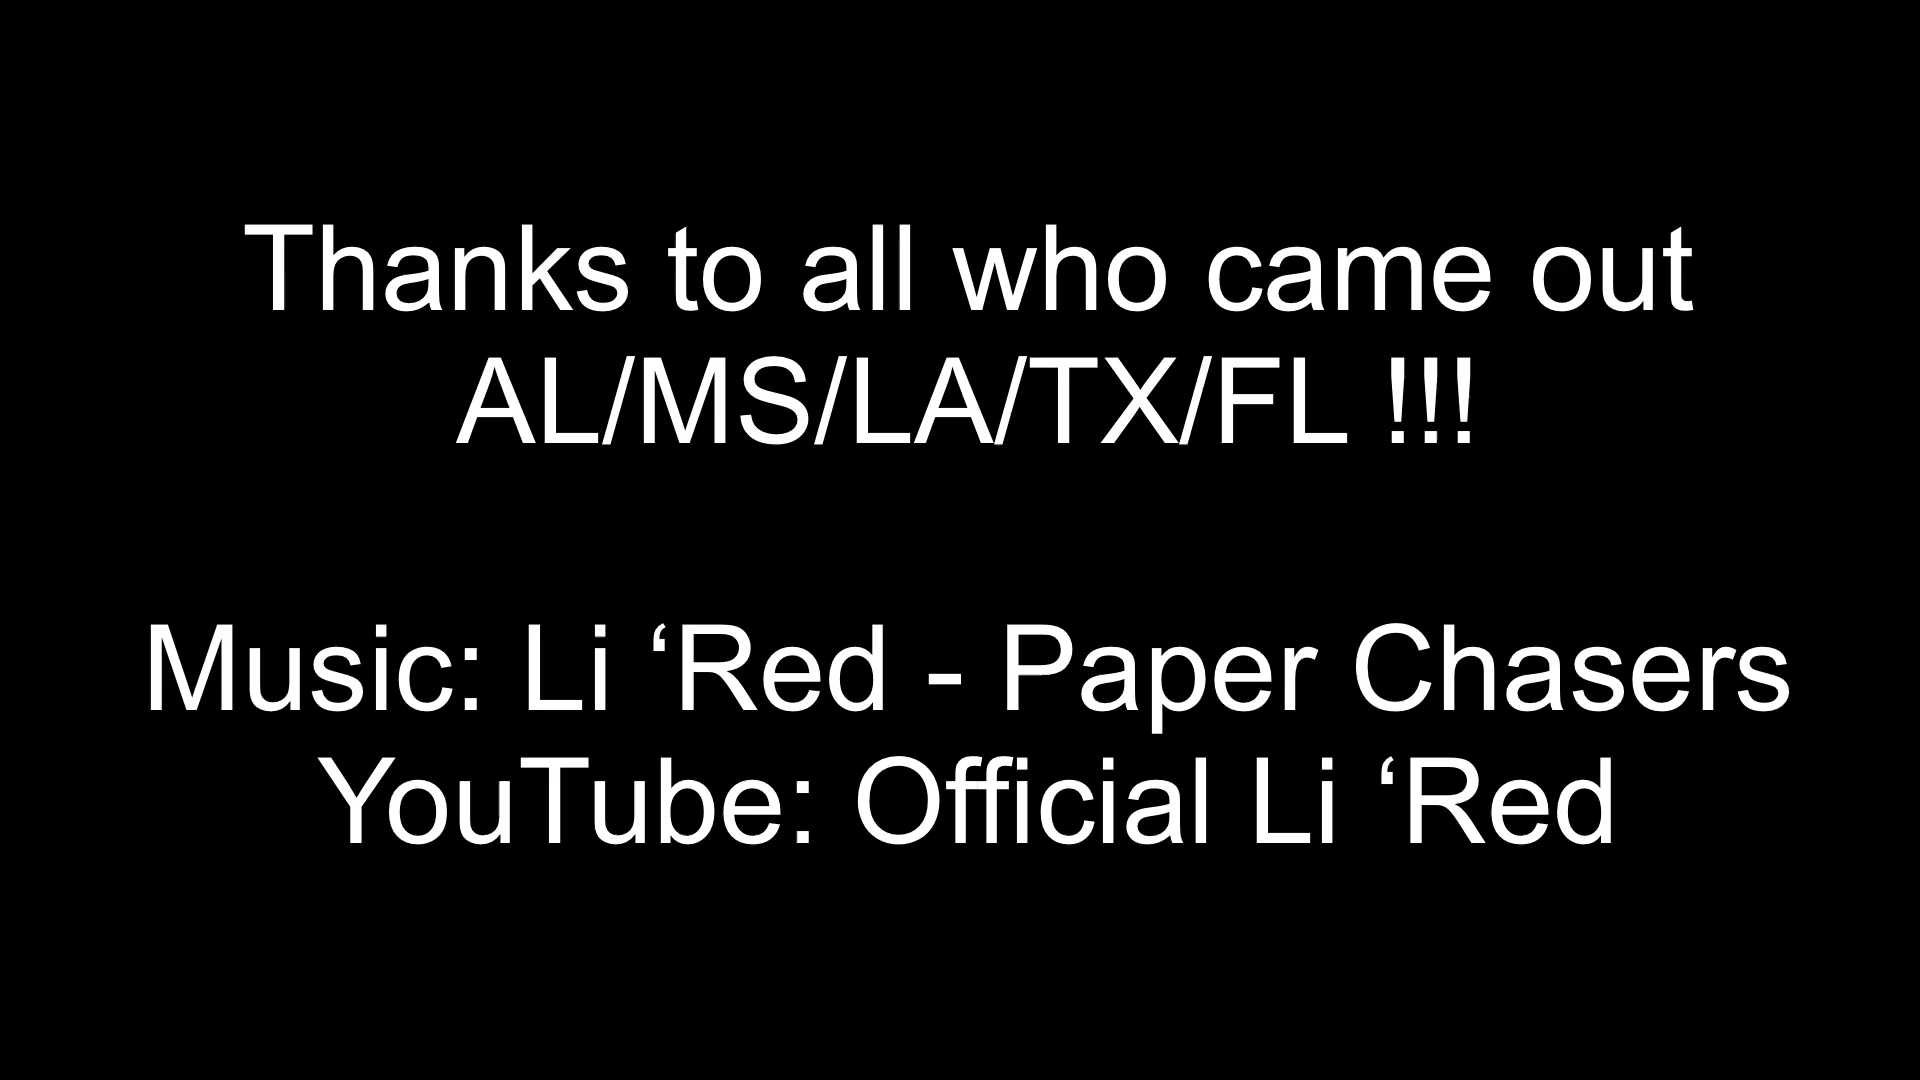 Thanks to all who came out
AL/MS/LA/TX/FL !!!
Music: Li ‘Red - Paper Chasers
YouTube: Official Li ‘Red